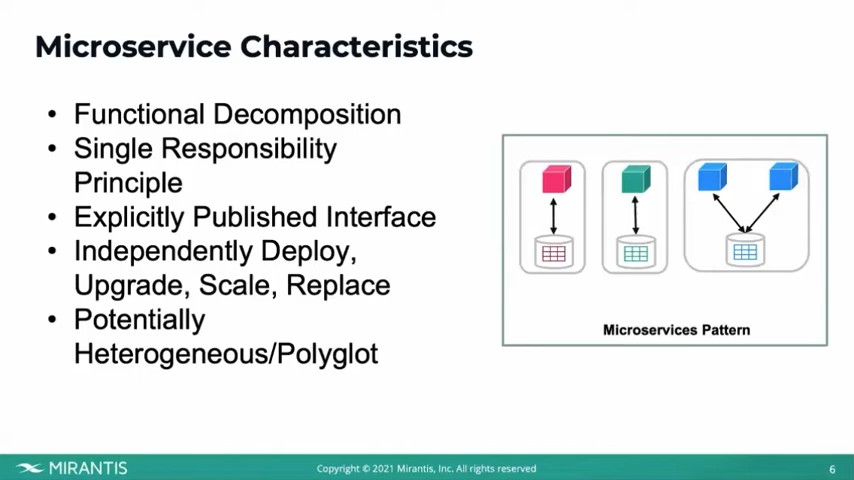 Microservice Characteristics
• Functional Decomposition
• Single Responsibility
Principle
• Explicitly Published Interface
• Independently Deploy,
Upgrade, Scale, Replace
• Potentially
Heterogeneous/Polyglot
Microservices Pattern
MIRANTIS
Copyright © 2021 Mirantis, Inc. All rights reserved
6